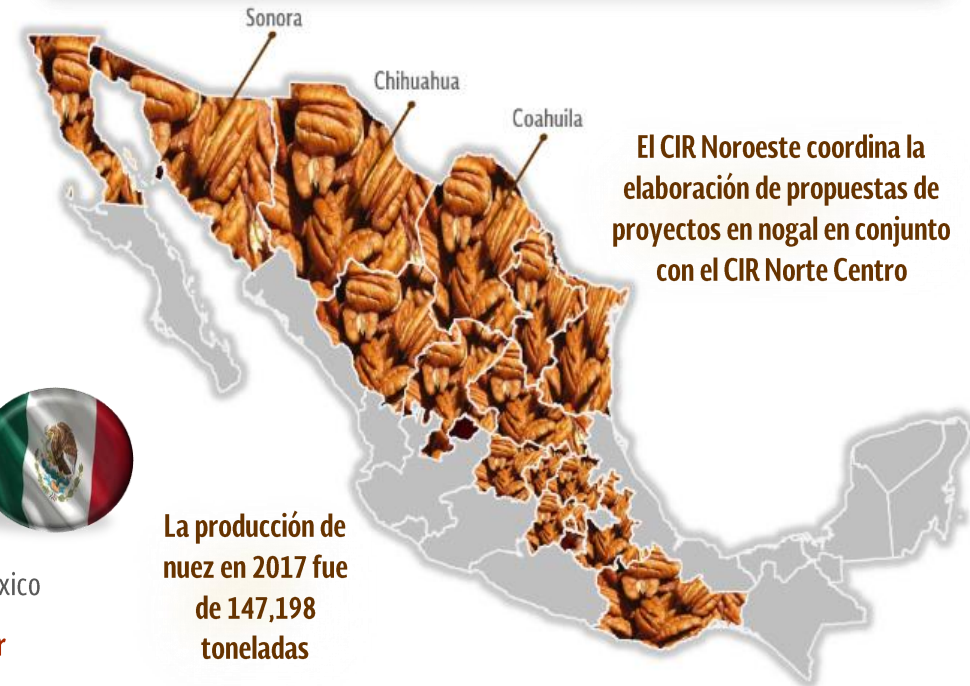 Sonora
Chihuahua
Coahuila
El CIR Noroeste coordina la
elaboración de propuestas de
proyectos en nogal en conjunto
con el CIR Norte Centro
La producción de
nuez en 2017 fue
de 147,198
toneladas
xico
r